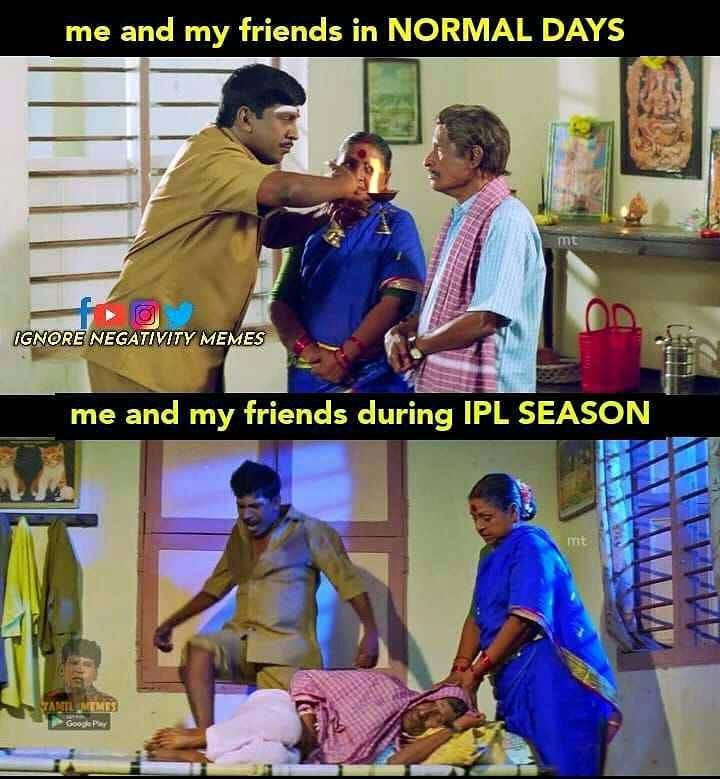 me and my friends in NORMAL DAYS
mt
IGNORE NEGATIVITY MEMES
me and my friends during IPL SEASON
mt
TAMIL MEMES
Google Play